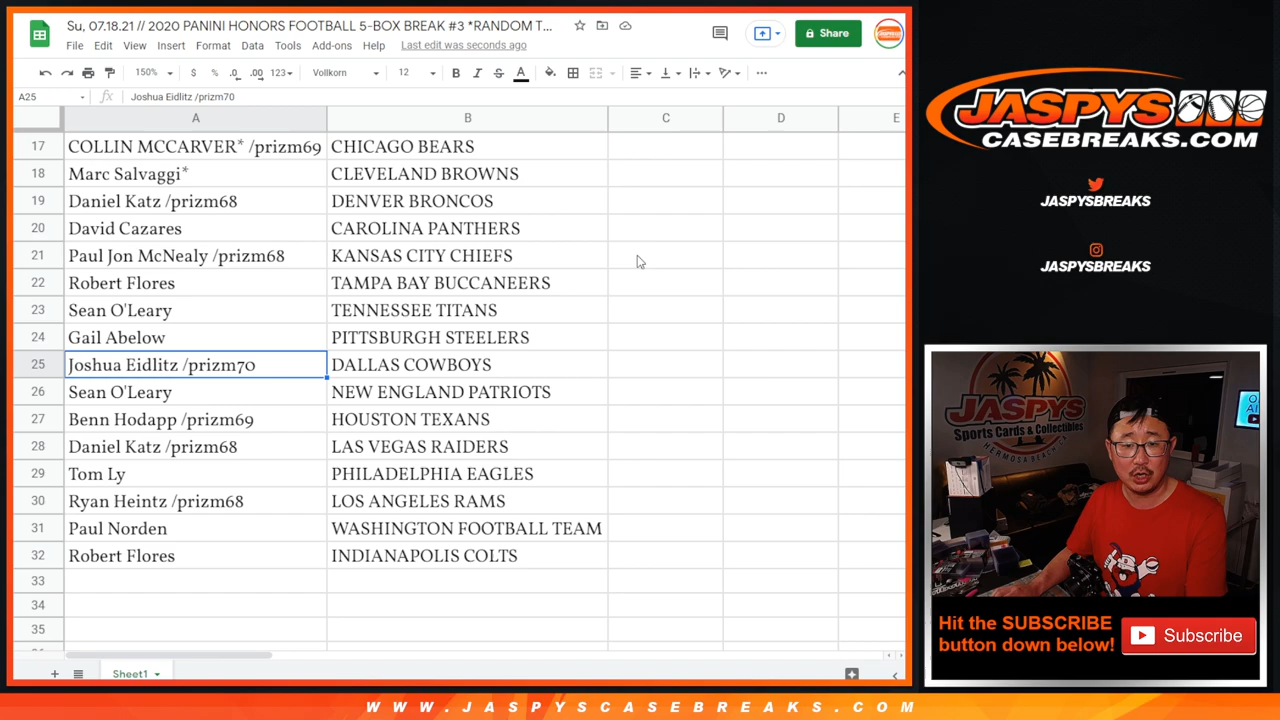 Su, 07.18.21 // 2020 PANINI HONORS FOOTBALL 5-BOX BREAK #3 *RANDOM T...
File Edit View Insert Format Data Tools Add-ons Help Last edit was seconds ago
Share
150% $ % .0 .00 123 Vollkorn 12 B I S A
A25 fx Joshua Eidlitz /prizm70
A B C D E
17 COLLIN MCCARVER* /prizm69 CHICAGO BEARS
18 Marc Salvaggi* CLEVELAND BROWNS
19 Daniel Katz /prizm68 DENVER BRONCOS
20 David Cazares CAROLINA PANTHERS
21 Paul Jon McNealy /prizm68 KANSAS CITY CHIEFS
22 Robert Flores TAMPA BAY BUCCANEERS
23 Sean O'Leary TENNESSEE TITANS
24 Gail Abelow PITTSBURGH STEELERS
25 Joshua Eidlitz /prizm70 DALLAS COWBOYS
26 Sean O'Leary NEW ENGLAND PATRIOTS
27 Benn Hodapp /prizm69 HOUSTON TEXANS
28 Daniel Katz /prizm68 LAS VEGASRAIDERS
29 Tom Ly PHILADELPHIA EAGLES
30 Ryan Heintz /prizm68 LOS ANGELES RAMS
31 Paul Norden WASHINGTON FOOTBALL TEAM
32 Robert Flores INDIANAPOLIS COLTS
33
34
35
Sheet1
JASPYS
CASEBREAKS.COM
JASPYSBREAKS
JASPYSBREAKS
JASPYS
Sports Cards & Collectibles
HERMOSA BEACH
Hit the SUBSCRIBE
button down below!
Subscribe
WWW.JASPYSCASEBREAKS.COM